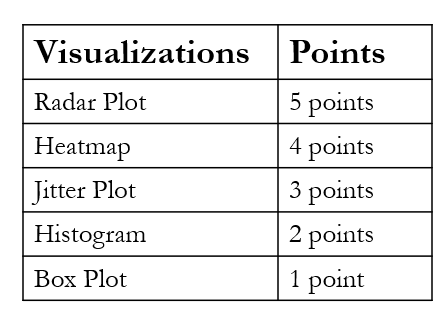 Visualizations Points
Radar Plot 5 points
Heatmap 4 points
Jitter Plot 3 points
Histogram 2 points
Box Plot 1 point